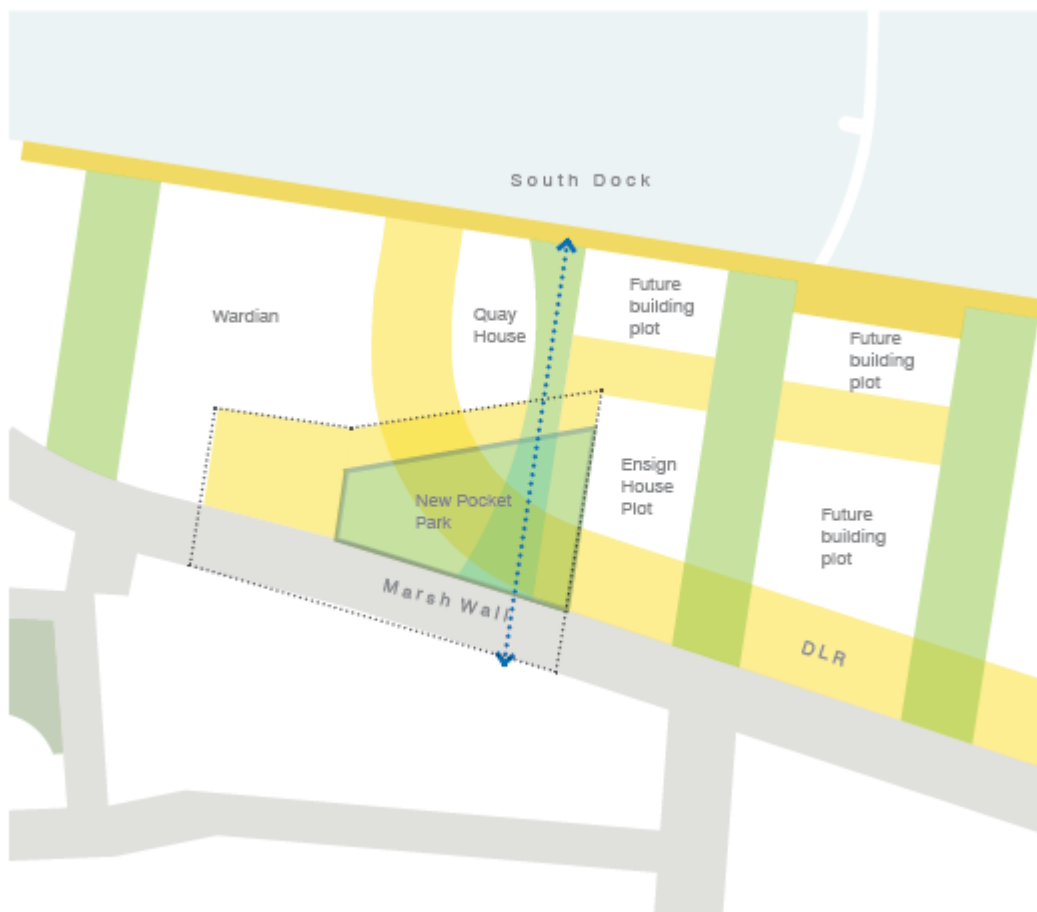 South Dock
Future
building
plot
Wardian
Quay
House
Future
building
plot
Ensign
House
Plot
New Pocket
Park
Future
building
plot
Marsh Wall
DLR